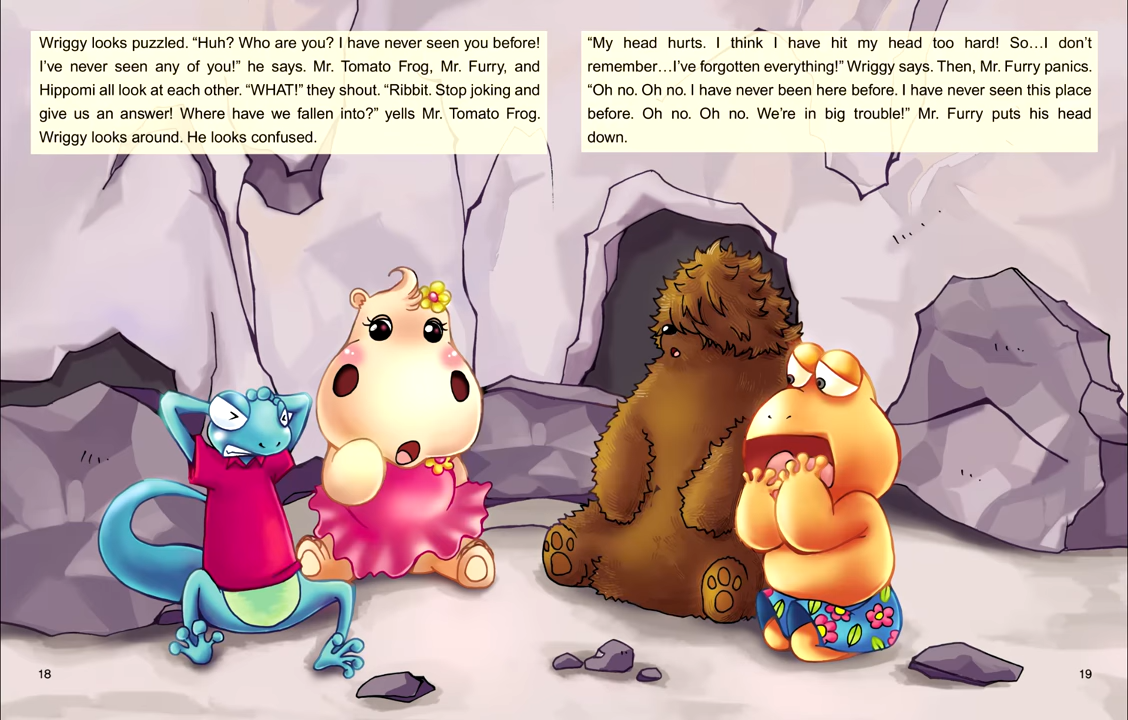 Wriggy looks puzzled. “Huh? Who are you? I have never seen you before!
I’ve never seen any of you!” he says. Mr. Tomato Frog, Mr. Furry, and
Hippomi all look at each other. “WHAT!” they shout. “Ribbit. Stop joking and
give us an answer! Where have we fallen into?” yells Mr. Tomato Frog.
Wriggy looks around. He looks confused.
“My head hurts. I think I have hit my head too hard! So…I don’t
remember…I’ve forgotten everything!” Wriggy says. Then, Mr. Furry panics.
“Oh no. Oh no. I have never been here before. I have never seen this place
before. Oh no. Oh no. We’re in big trouble!” Mr. Furry puts his head
down.
18
19